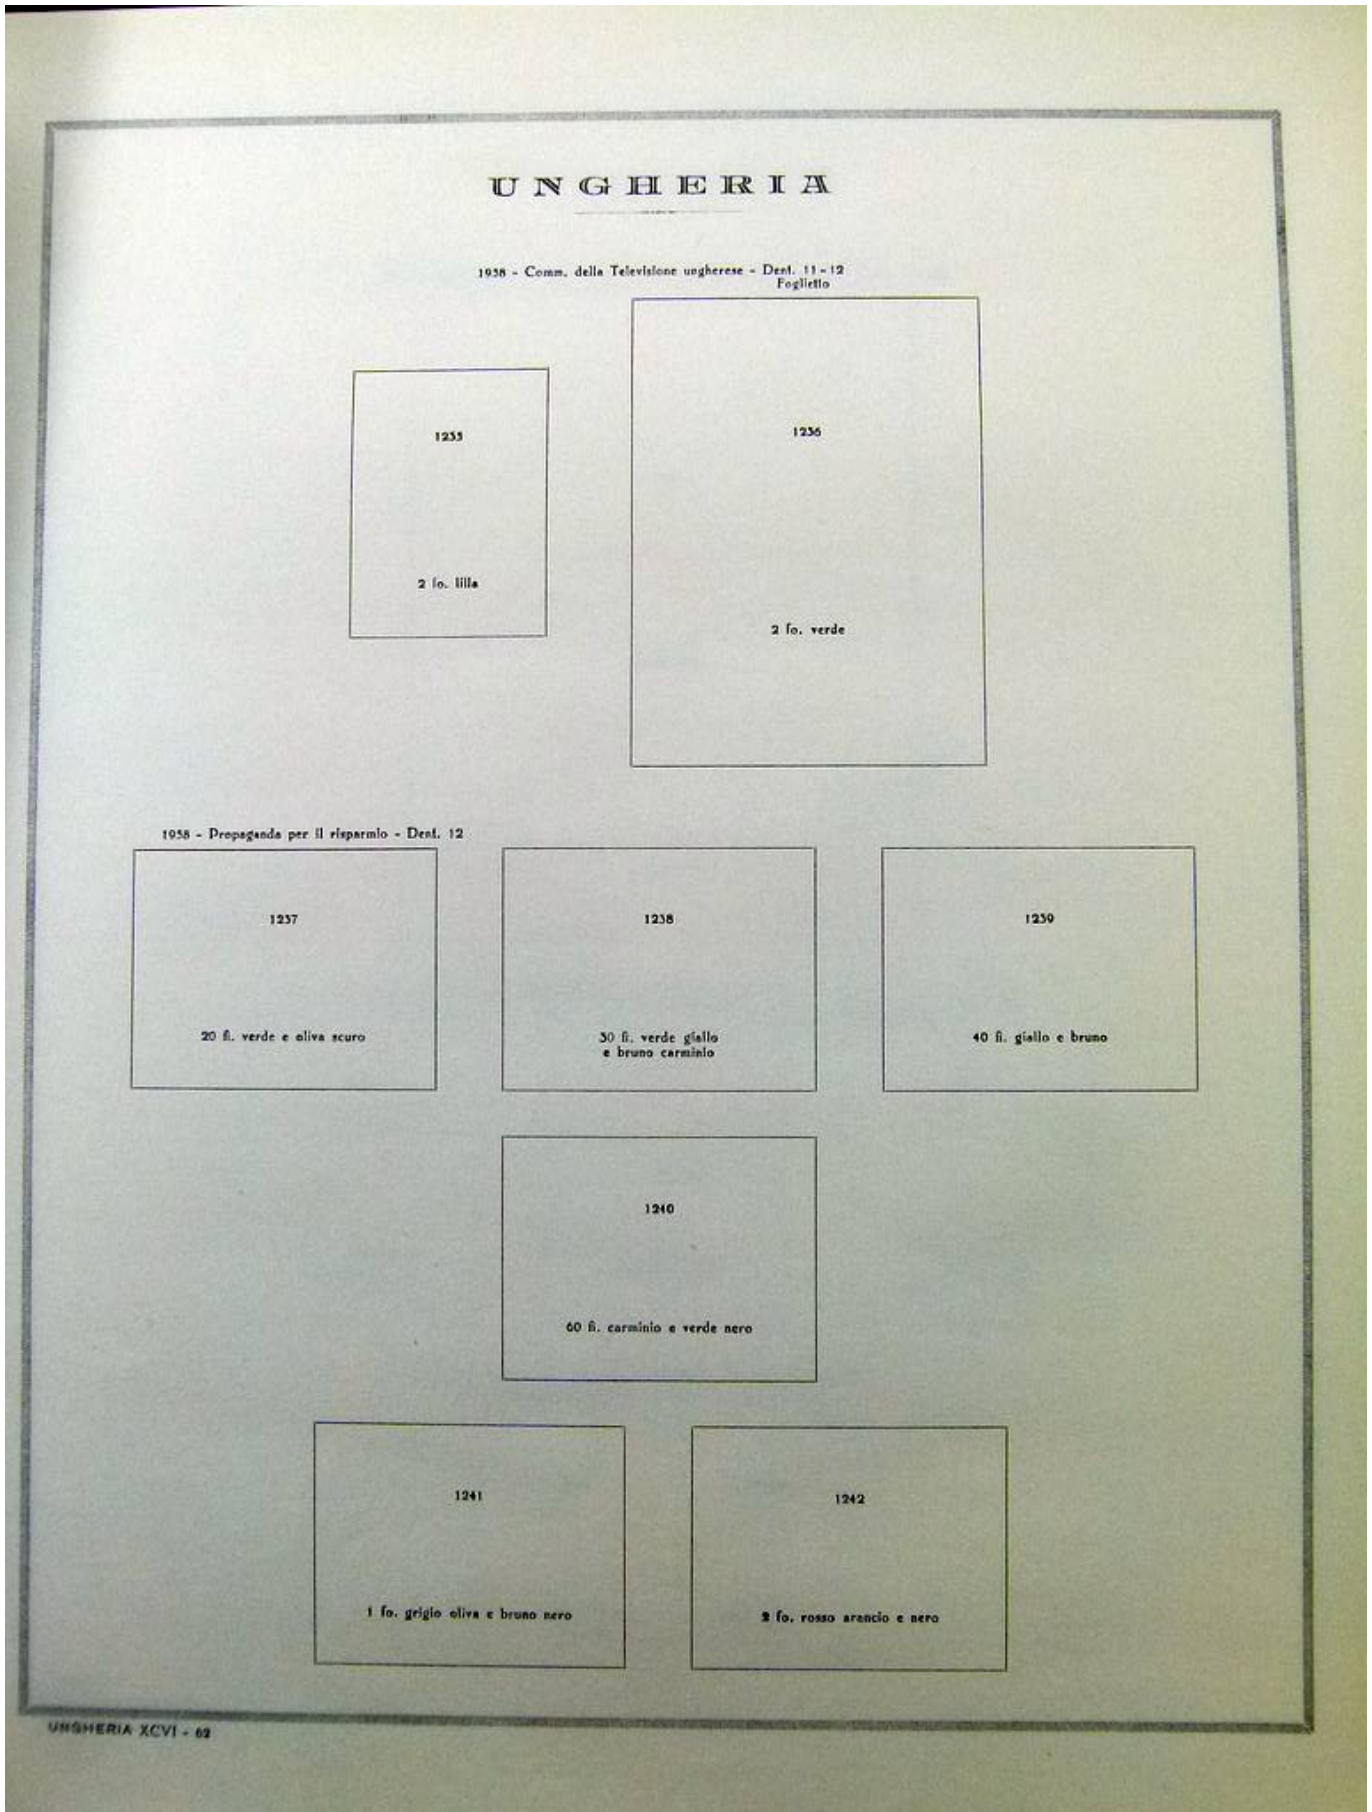 UNGHERIA
1958 - Comm. della Televisione ungherese - Dent. 11-12
Foglietto
1235
2 fo. lilla
1236
2 fo. verde
1958 - Propaganda per il risparmio - Dent. 12
1237
20 fi. verde e oliva scuro
1238
30 fi. verde giallo
e bruno carminio
1239
40 fi. giallo e bruno
1240
60 fi. carminio e verde nero
1241
1 fo. grigio oliva e bruno nero
1242
2 fo. rosso arancio e nero
UNGHERIA XCVI - 62